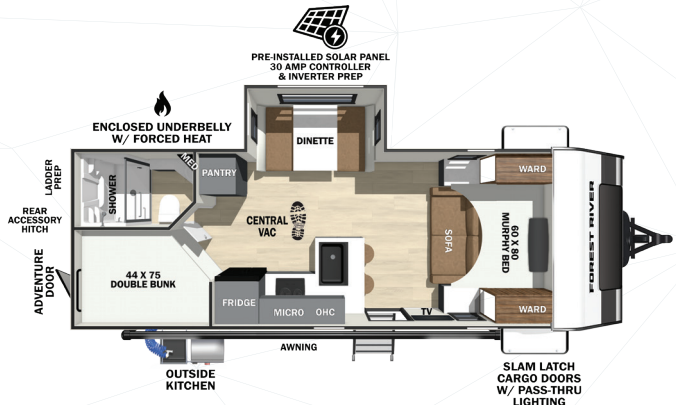 PRE-INSTALLED SOLAR PANEL
30 AMP CONTROLLER
& INVERTER PREP
ENCLOSED UNDERBELLY
W/ FORCED HEAT
DINETTE
MED
PANTRY
WARD
LADDER
PREP
SHOWER
REAR
ACCESSORY
HITCH
CENTRAL
VAC
SOFA
60 X 80
MURPHY BED
FOREST RIVER
ADVENTURE
DOOR
44 X 75
DOUBLE BUNK
FRIDGE
MICRO
OHC
TV
WARD
AWNING
OUTSIDE
KITCHEN
SLAM LATCH
CARGO DOORS
W/ PASS-THRU
LIGHTING